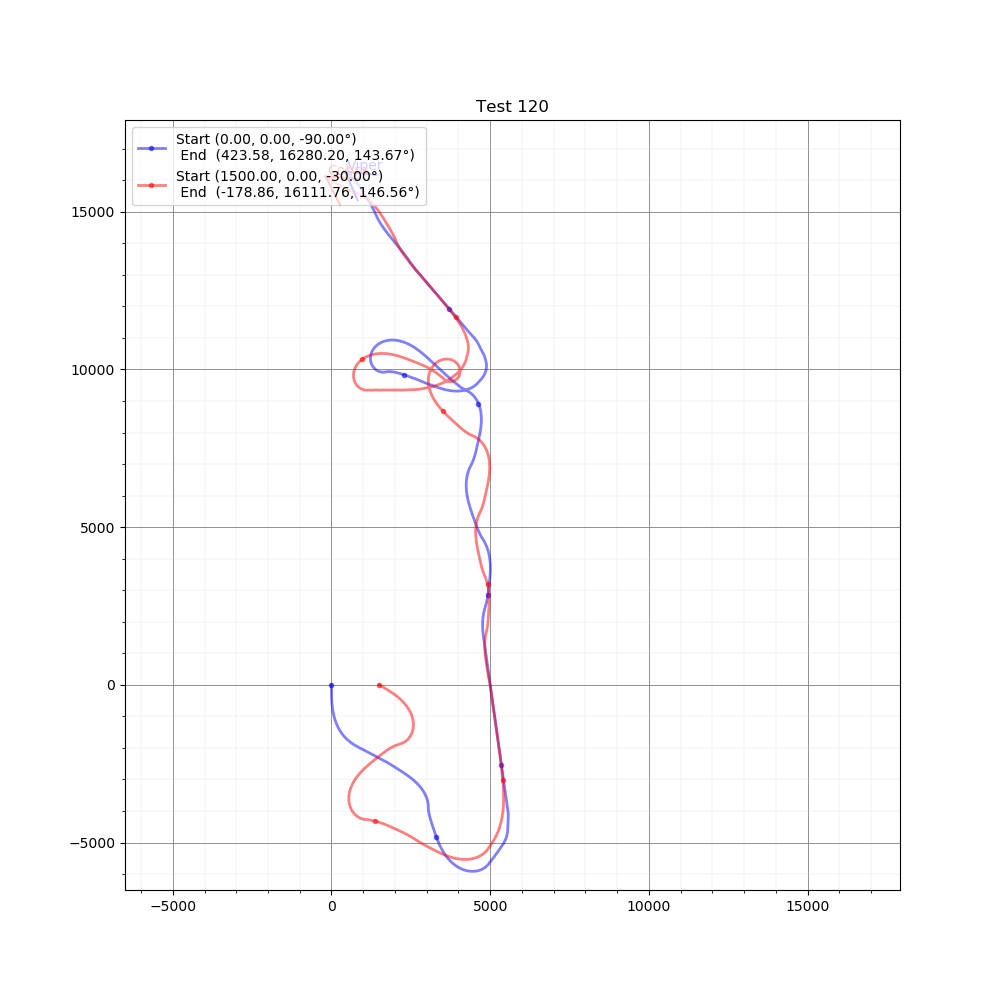 Test 120
Start (0.00, 0.00, -90.00°)
End (423.58, 16280.20, 143.67°)
Start (1500.00, 0.00, -30.00°)
End (-178.86, 16111.76, 146.56°)
Viper
15000
10000
5000
0
−5000
−5000 0 5000 10000 15000